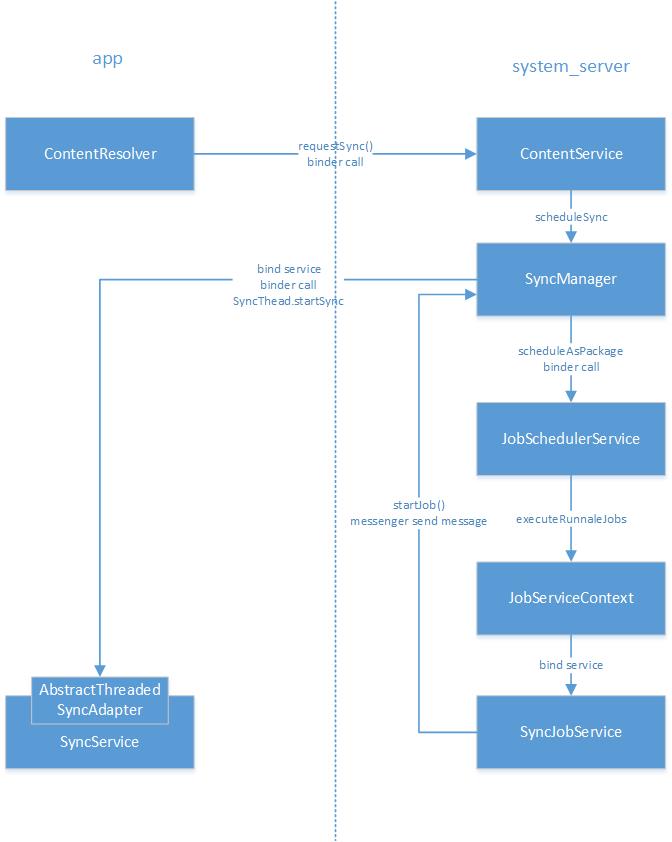 app
system_server
ContentResolver
requestSync()
binder call
ContentService
scheduleSync
bind service
binder call
SyncThead.startSync
SyncManager
scheduleAsPackage
binder call
JobSchedulerService
startJob()
messenger send message
executeRunnaleJobs
JobServiceContext
bind service
AbstractThreaded
SyncAdapter
SyncService
SyncJobService